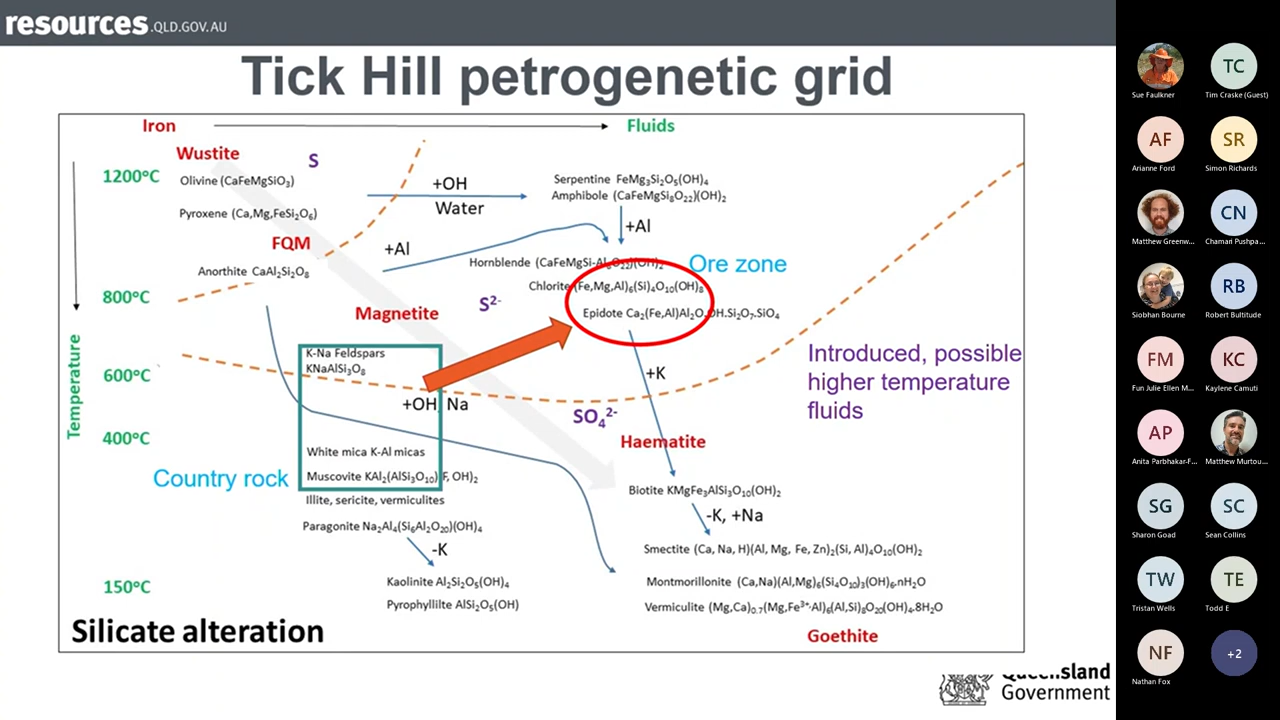 resources.QLD.GOV.AU
Tick Hill petrogenetic grid
Iron
Fluids
Wustite
S
1200°C
Olivine (CaFeMgSiO₃)
+OH
Water
Serpentine FeMg₃Si₂O₅(OH)₄
Amphibole (CaFeMgSi₈O₂₂)(OH)₂
Pyroxene (Ca,Mg,FeSi₂O₆)
+Al
FQM
+Al
Hornblende (CaFeMgSi-Al₈O₂₂)(OH)₂
Ore zone
Anorthite CaAl₂Si₂O₈
Chlorite (Fe,Mg,Al)₆(Si)₄O₁₀(OH)₈
800°C
Magnetite
S²⁻
Epidote Ca₂(Fe,Al)Al₂O.OH.Si₂O₇.SiO₄
Temperature
K-Na Feldspars
KNaAlSi₃O₈
Introduced, possible
higher temperature
fluids
600°C
+K
+OH, Na
SO₄²⁻
400°C
Haematite
White mica K-Al micas
Country rock
Muscovite KAl₂(AlSi₃O₁₀)(F, OH)₂
Illite, sericite, vermiculites
Biotite KMgFe₃AlSi₃O₁₀(OH)₂
-K, +Na
Paragonite Na₂Al₄(Si₆Al₂O₂₀)(OH)₄
-K
Smectite (Ca, Na, H)(Al, Mg, Fe, Zn)₂(Si, Al)₄O₁₀(OH)₂
150°C
Kaolinite Al₂Si₂O₅(OH)₄
Montmorillonite (Ca,Na)(Al,Mg)₆(Si₄O₁₀)₃(OH)₆.nH₂O
Pyrophyllilte AlSi₂O₅(OH)
Vermiculite (Mg,Ca)₀.₇(Mg,Fe³⁺.Al)₆(Al,Si)₈O₂₀(OH)₄.8H₂O
Silicate alteration
Goethite
Queensland
Government
Sue Faulkner
TC
Tim Craske (Guest)
AF
Arianne Ford
SR
Simon Richards
Matthew Greenw...
CN
Chamari Pushpa...
Siobhan Bourne
RB
Robert Bultitude
FM
Fun Julie Ellen M...
KC
Kaylene Camuti
AP
Anita Parbhakar-F...
Matthew Murtou...
SG
Sharon Goad
SC
Sean Collins
TW
Tristan Wells
TE
Todd E
NF
Nathan Fox
+2